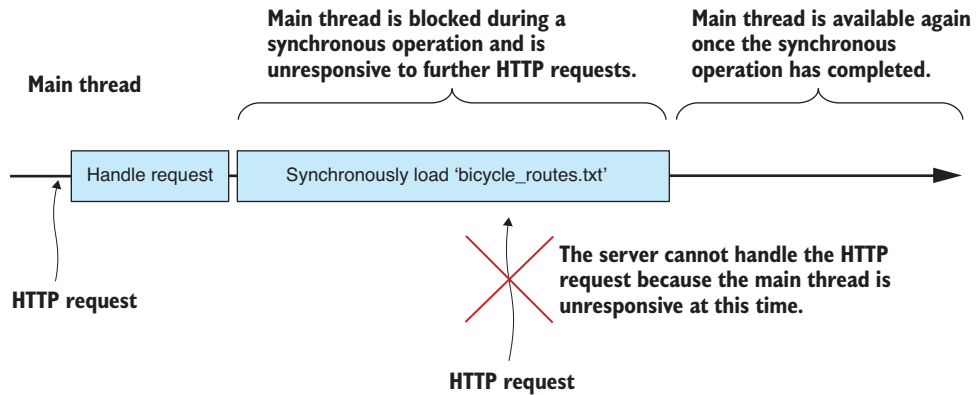 Main thread is blocked during a
synchronous operation and is
unresponsive to further HTTP requests.
Main thread is available again
once the synchronous
operation has completed.
Main thread
Handle request
Synchronously load ‘bicycle_routes.txt’
The server cannot handle the HTTP
request because the main thread is
unresponsive at this time.
HTTP request
HTTP request